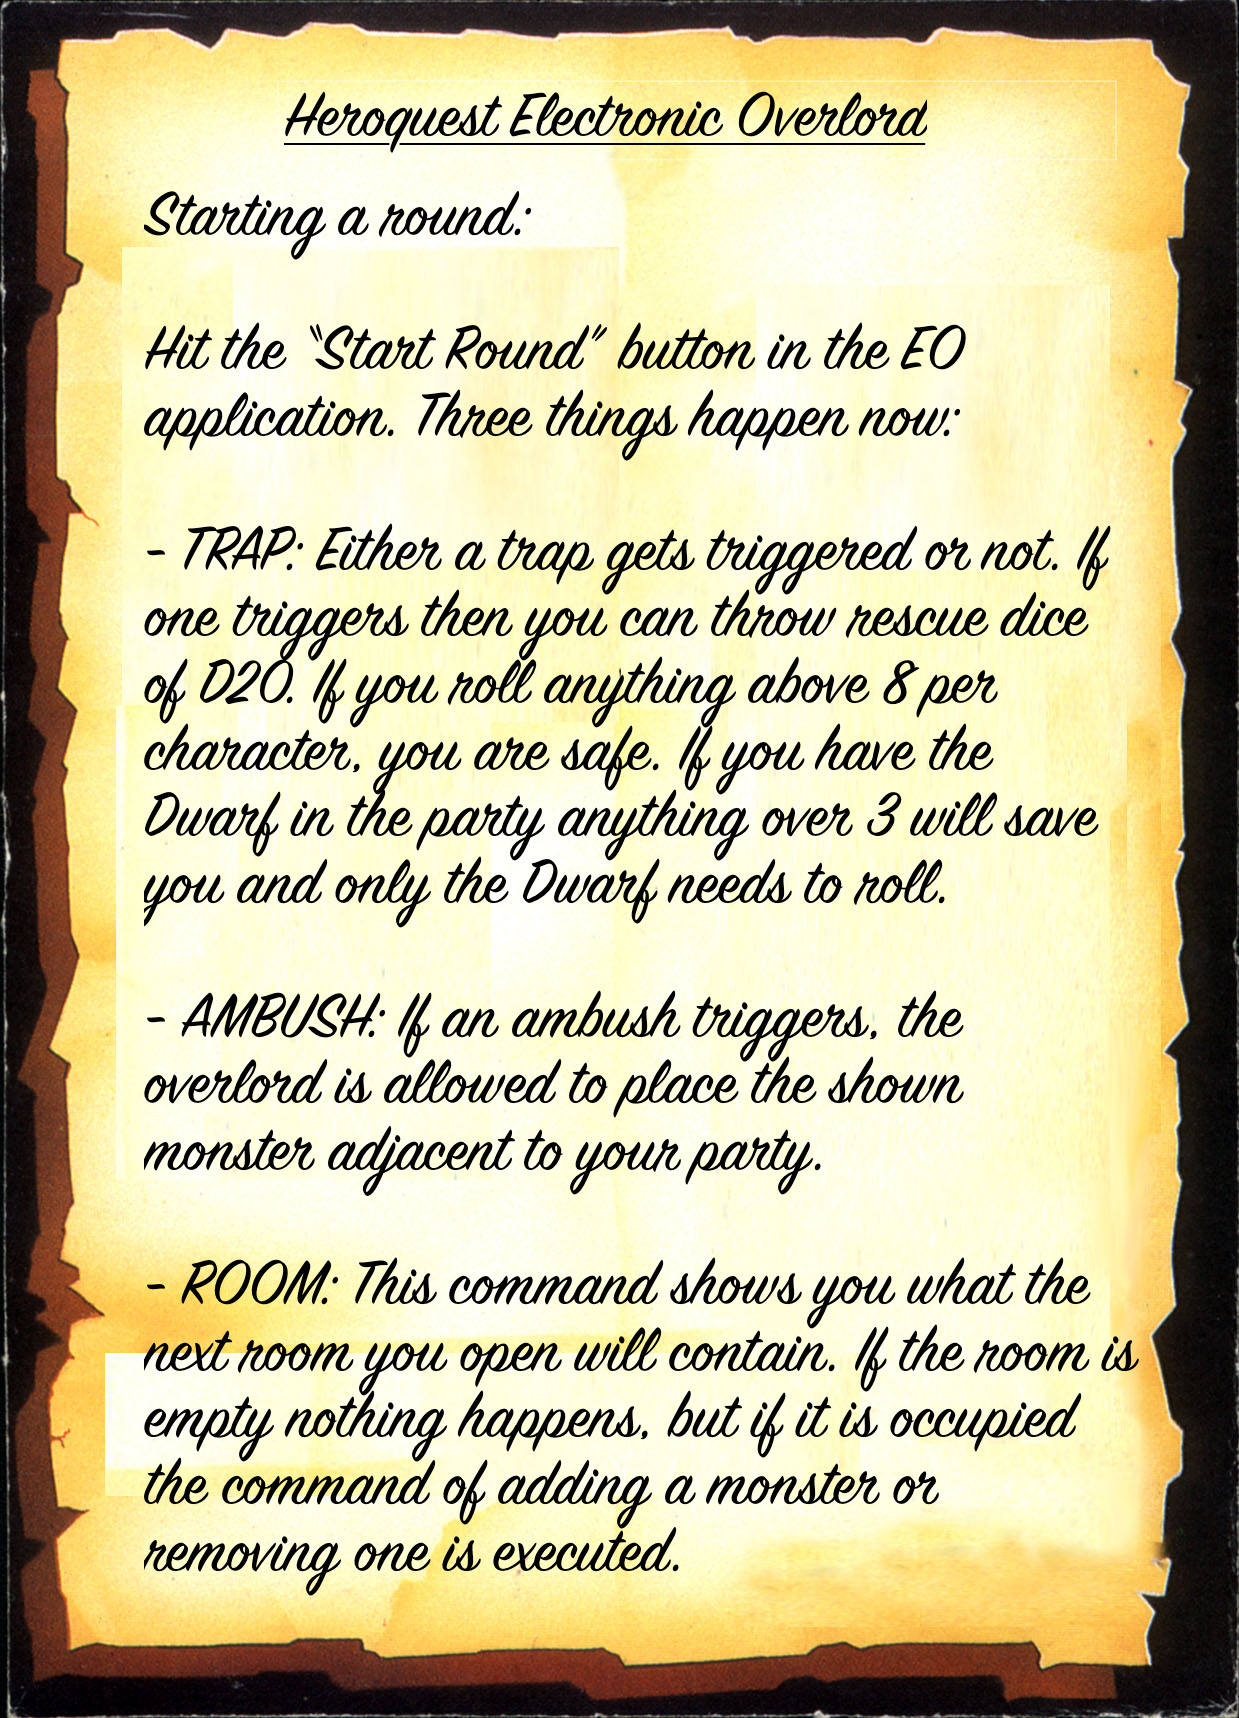 Heroquest Electronic Overlord
Starting a round:
Hit the “Start Round” button in the EO
application. Three things happen now:
- TRAP: Either a trap gets triggered or not. If
one triggers then you can throw rescue dice
of D20. If you roll anything above 8 per
character, you are safe. If you have the
Dwarf in the party anything over 3 will save
you and only the Dwarf needs to roll.
- AMBUSH: If an ambush triggers, the
overlord is allowed to place the shown
monster adjacent to your party.
- ROOM: This command shows you what the
next room you open will contain. If the room is
empty nothing happens, but if it is occupied
the command of adding a monster or
removing one is executed.